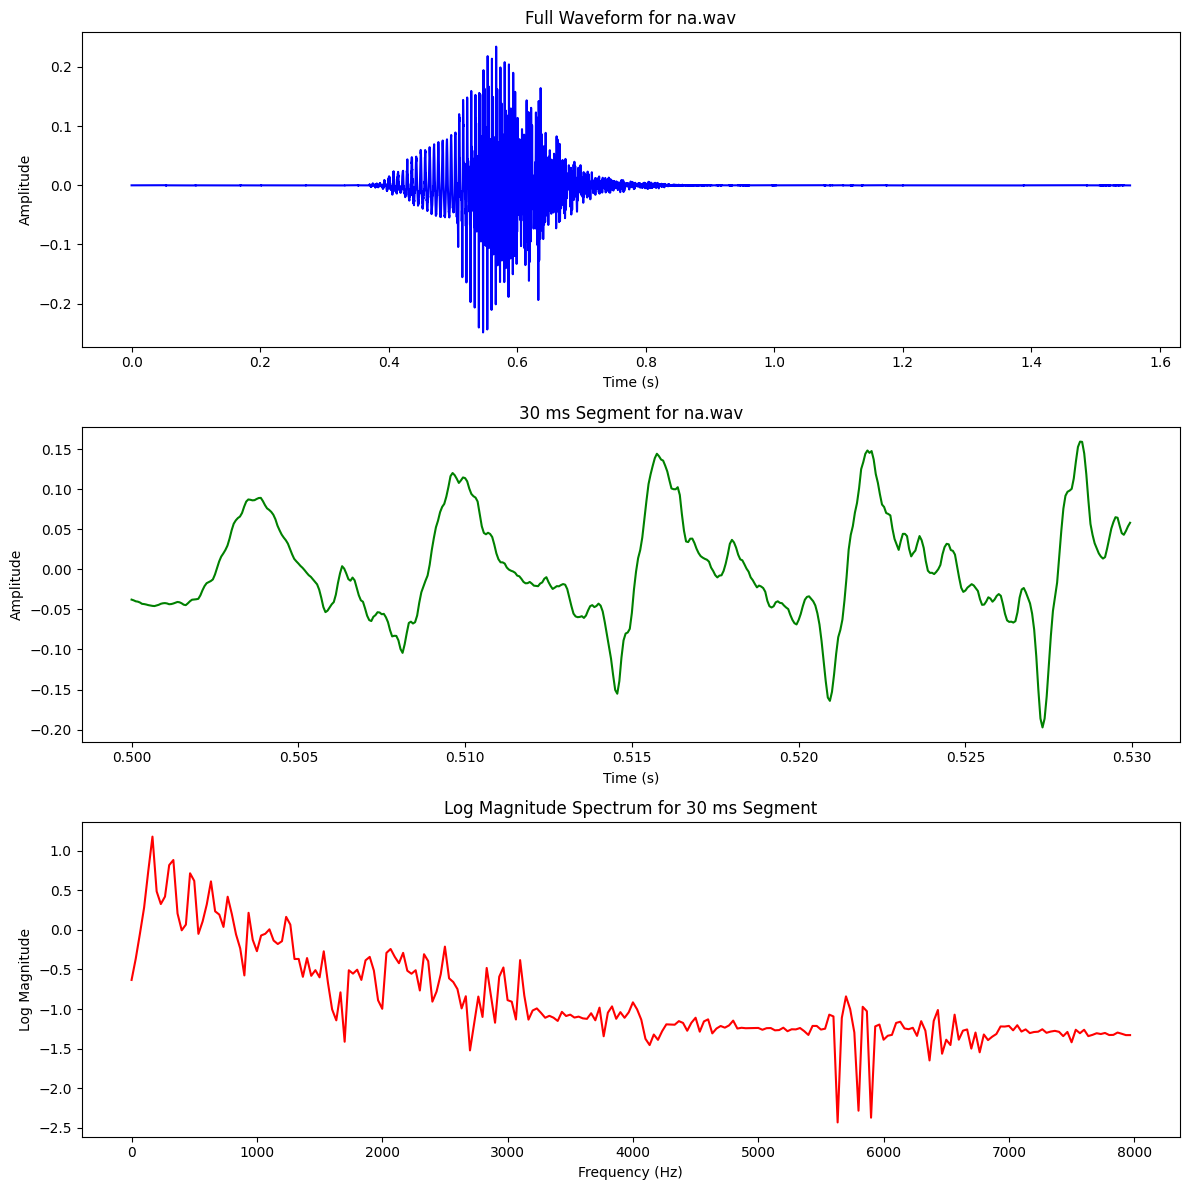 Full Waveform for na.wav
Amplitude
0.2
0.1
0.0
−0.1
−0.2
0.0 0.2 0.4 0.6 0.8 1.0 1.2 1.4 1.6
Time (s)
30 ms Segment for na.wav
Amplitude
0.15
0.10
0.05
0.00
−0.05
−0.10
−0.15
−0.20
0.500 0.505 0.510 0.515 0.520 0.525 0.530
Time (s)
Log Magnitude Spectrum for 30 ms Segment
Log Magnitude
1.0
0.5
0.0
−0.5
−1.0
−1.5
−2.0
−2.5
0 1000 2000 3000 4000 5000 6000 7000 8000
Frequency (Hz)